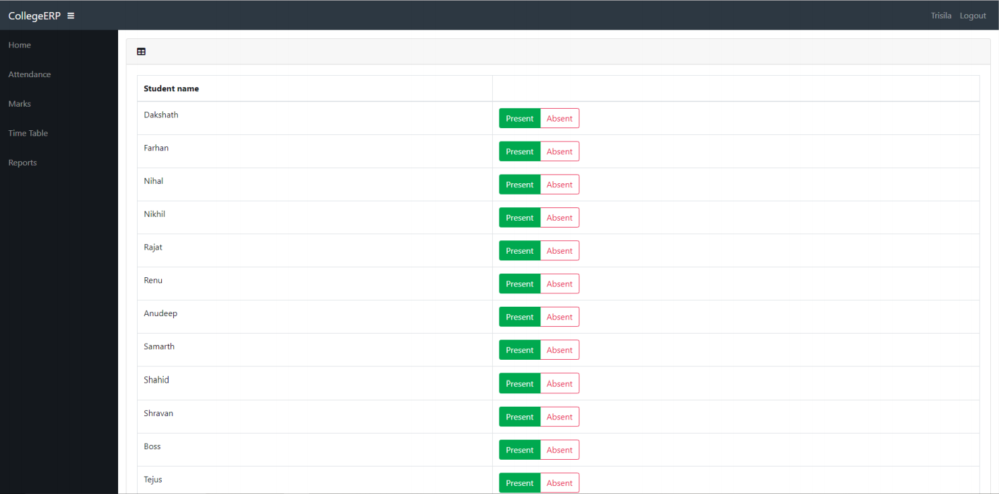 CollegeERP Trisila Logout
Home
Attendance
Marks
Time Table
Reports
Student name
Dakshath Present Absent
Farhan Present Absent
Nihal Present Absent
Nikhil Present Absent
Rajat Present Absent
Renu Present Absent
Anudeep Present Absent
Samarth Present Absent
Shahid Present Absent
Shravan Present Absent
Boss Present Absent
Tejus Present Absent